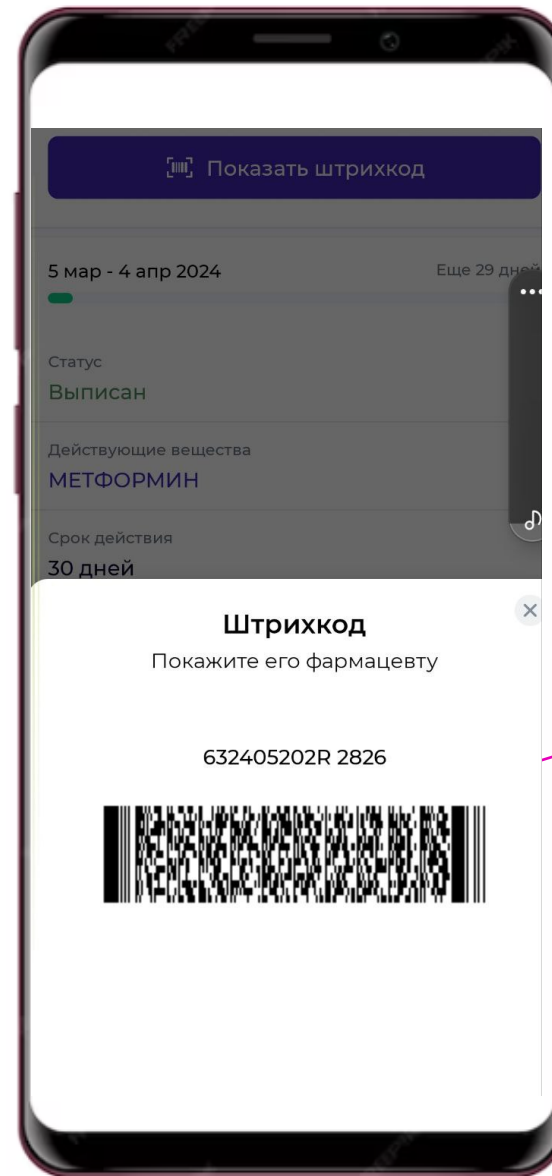 Показать штрихкод
5 мар - 4 апр 2024
Еще 29 дней
Статус
Выписан
Действующие вещества
МЕТФОРМИН
Срок действия
30 дней
Штрихкод
Покажите его фармацевту
632405202R 2826